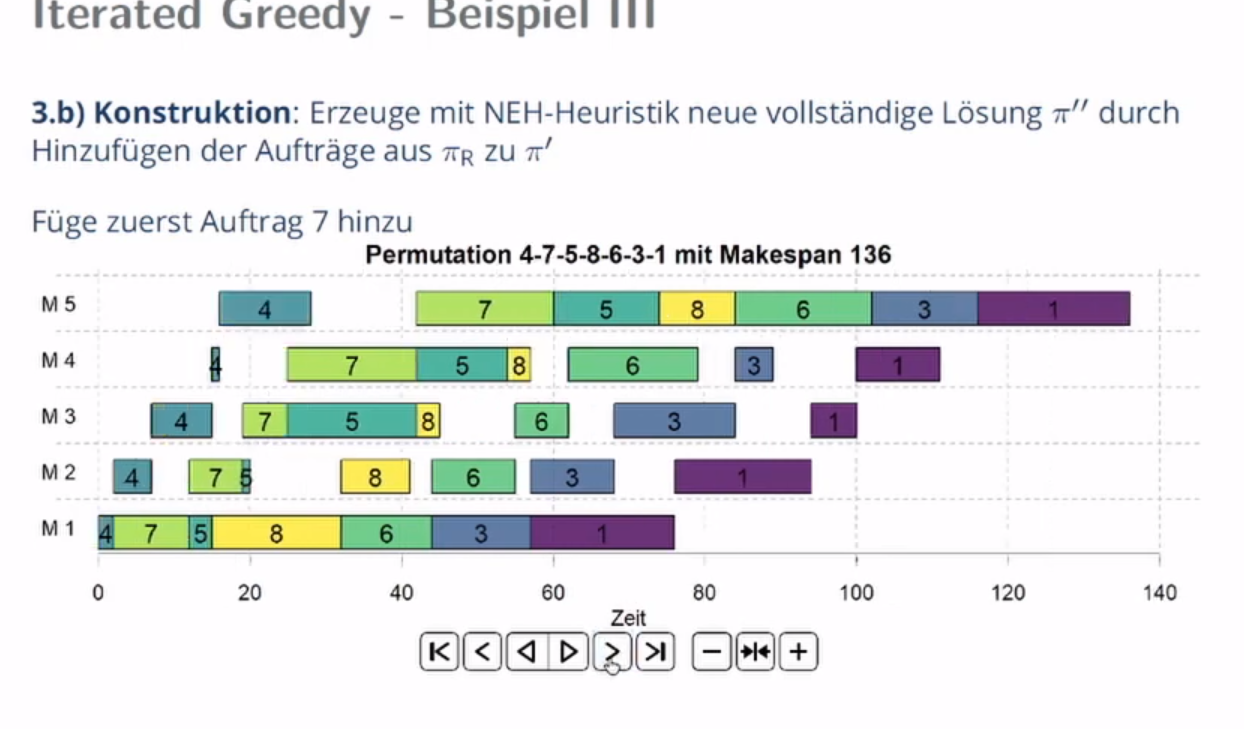 Iterated Greedy - Beispiel III
3.b) Konstruktion: Erzeuge mit NEH-Heuristik neue vollständige Lösung π′′ durch
Hinzufügen der Aufträge aus πR zu π′
Füge zuerst Auftrag 7 hinzu
Permutation 4-7-5-8-6-3-1 mit Makespan 136
M 5 4 7 5 8 6 3 1
M 4 4 7 5 8 6 3 1
M 3 4 7 5 8 6 3 1
M 2 4 7 5 8 6 3 1
M 1 4 7 5 8 6 3 1
0 20 40 60 80 100 120 140
Zeit